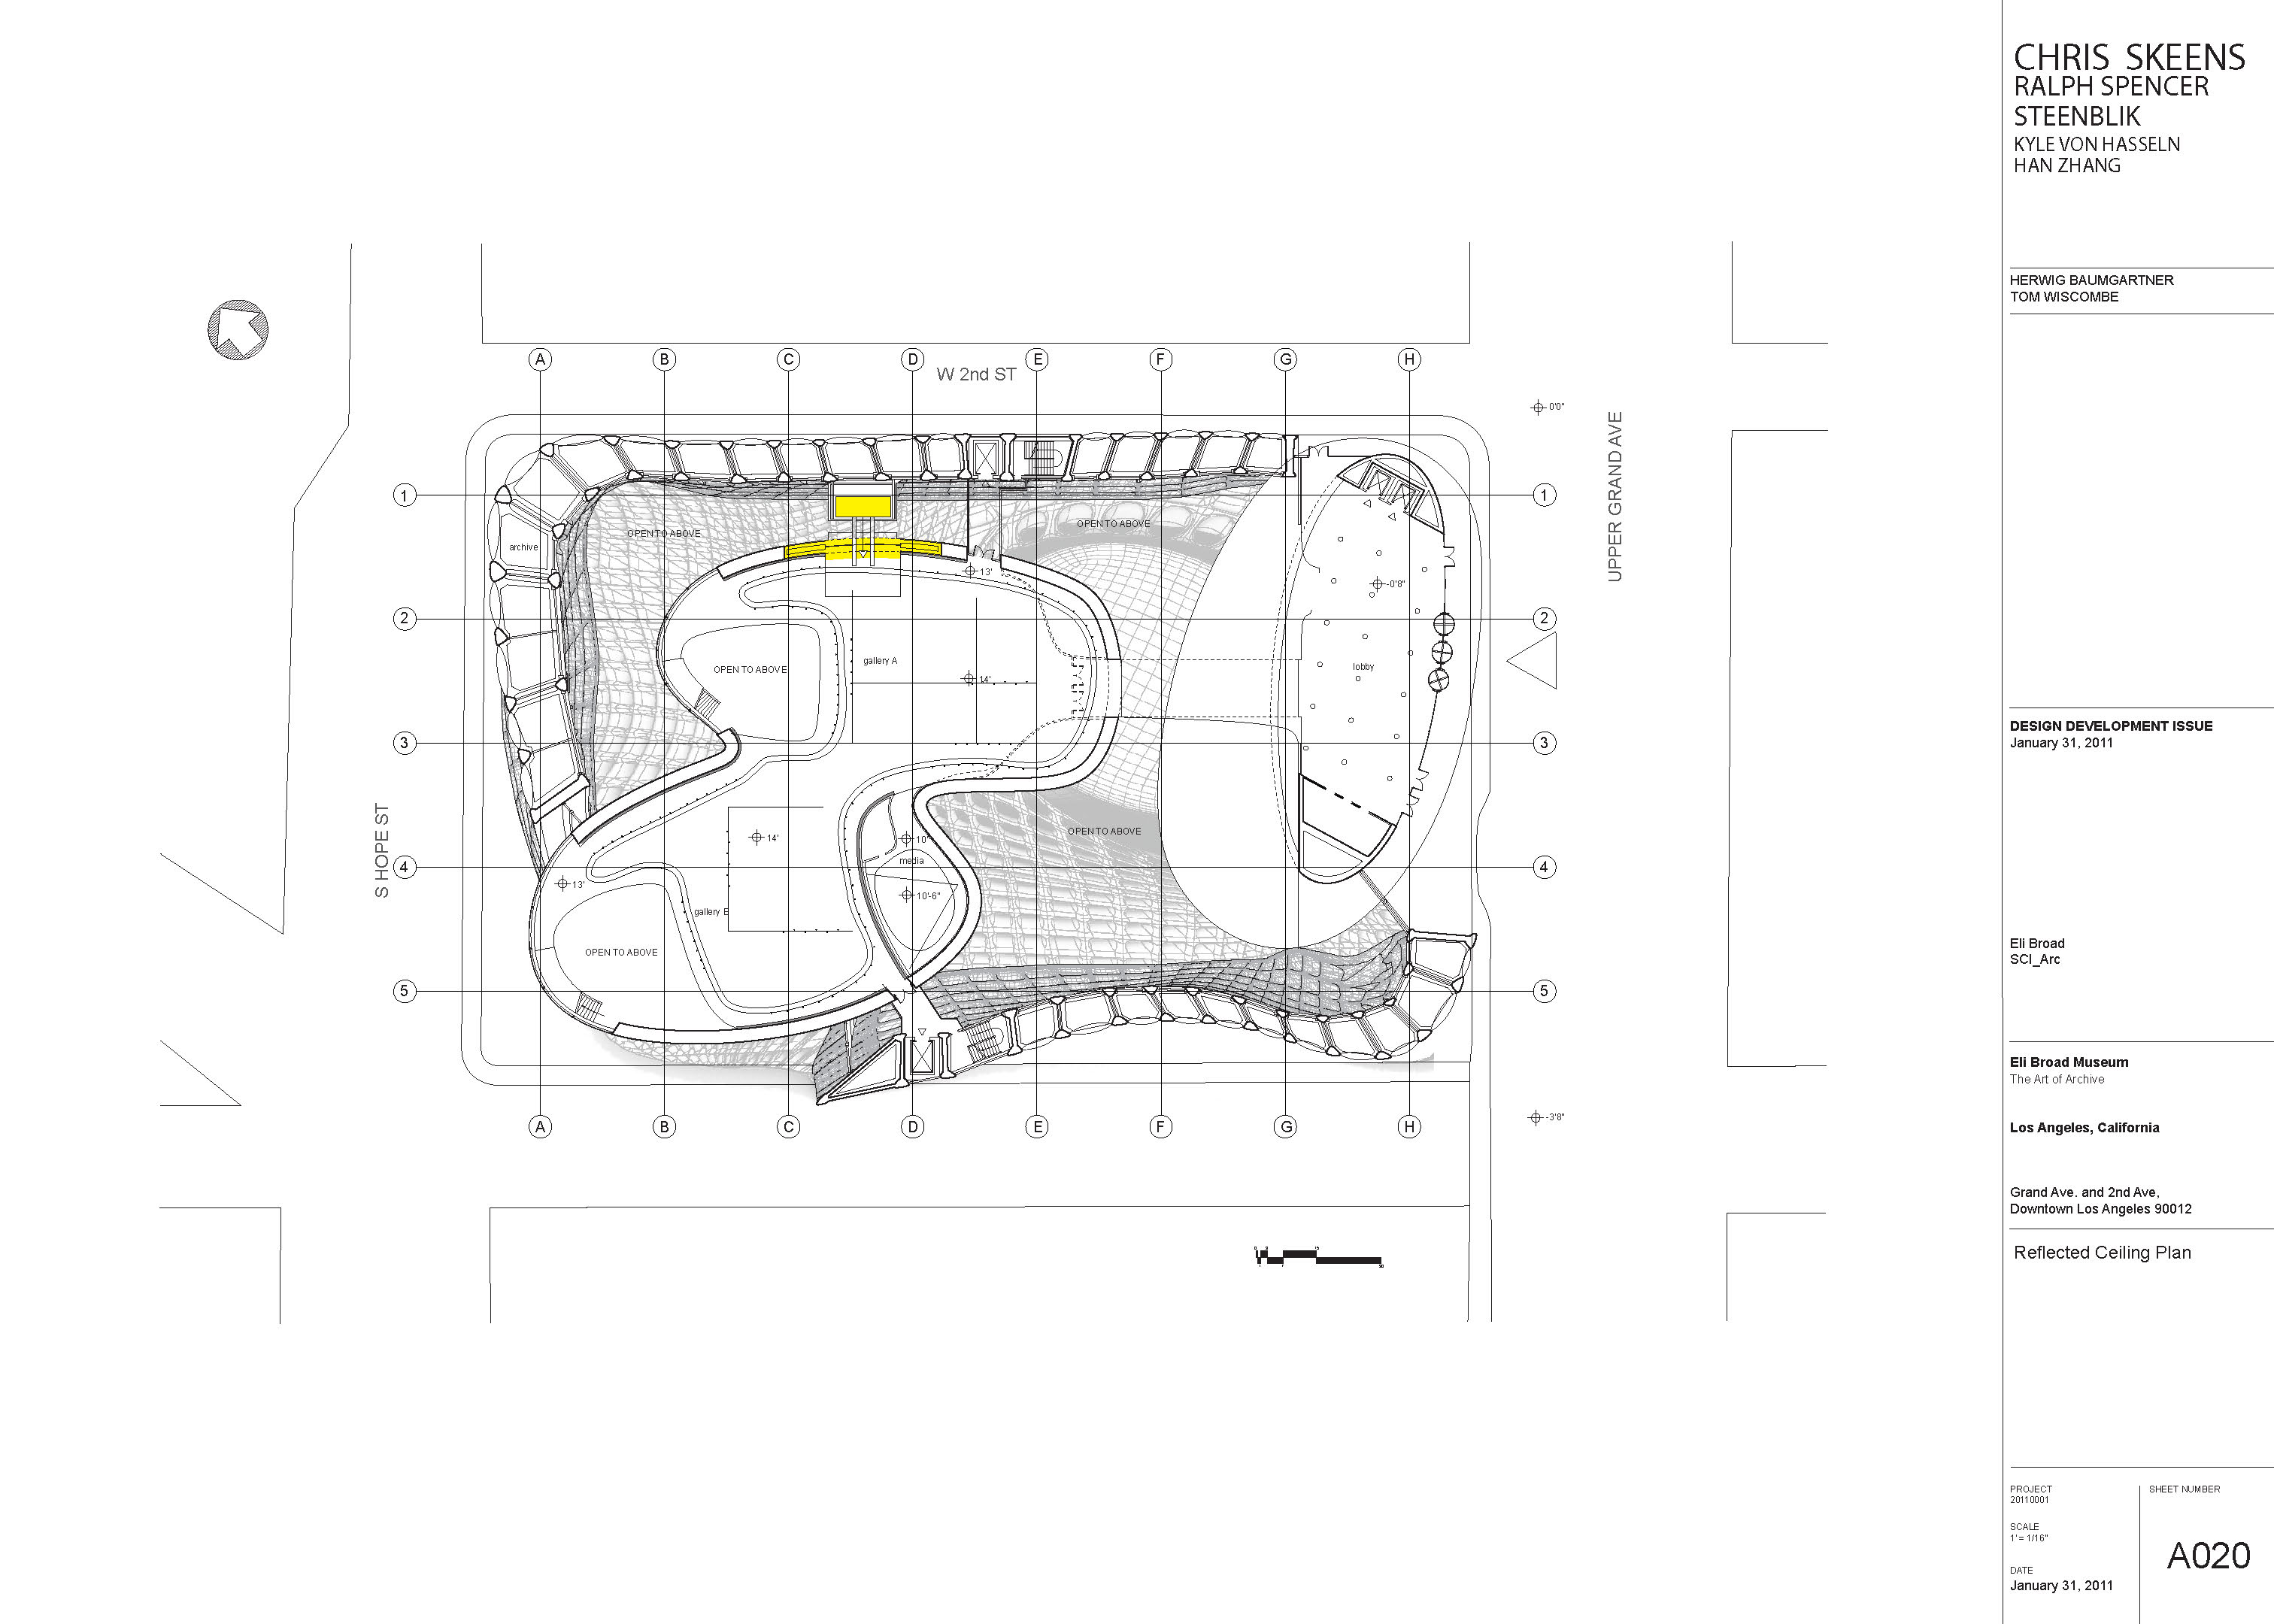 CHRIS SKEENS
RALPH SPENCER
STEENBLIK
KYLE VON HASSELN
HAN ZHANG
HERWIG BAUMGARTNER
TOM WISCOMBE
DESIGN DEVELOPMENT ISSUE
January 31, 2011
Eli Broad
SCI_Arc
Eli Broad Museum
The Art of Archive
Los Angeles, California
Grand Ave. and 2nd Ave,
Downtown Los Angeles 90012
Reflected Ceiling Plan
PROJECT
20110001
SCALE
1' = 1/16"
DATE
January 31, 2011
SHEET NUMBER
A020
A B C D E F G H
W 2nd ST
0'0"
UPPER GRAND AVE
1 1
OPEN TO ABOVE
OPEN TO ABOVE
archive
13'
-0'8"
2 2
gallery A
lobby
OPEN TO ABOVE
14'
3 3
S HOPE ST
OPEN TO ABOVE
14'
10'
media
4 4
13'
10'-6"
gallery E
OPEN TO ABOVE
5 5
-3'8"
A B C D E F G H